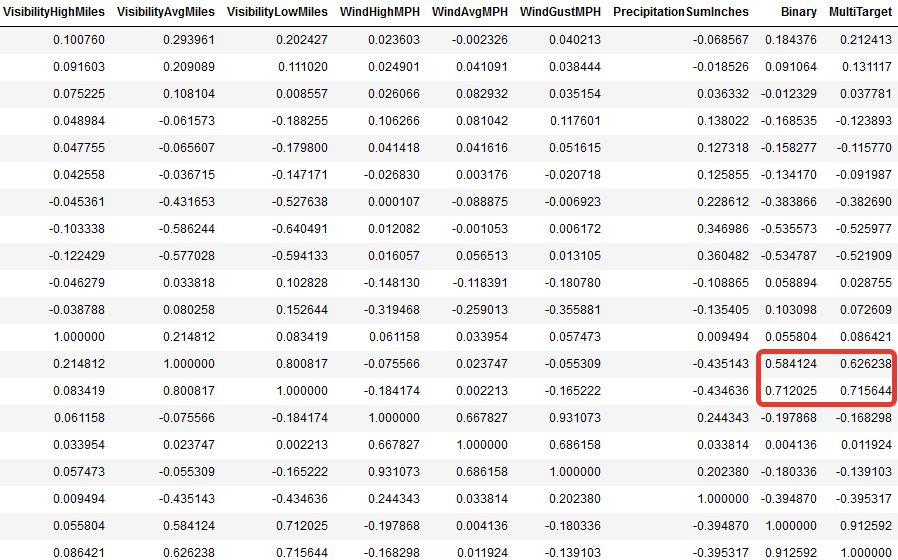 VisibilityHighMiles VisibilityAvgMiles VisibilityLowMiles WindHighMPH WindAvgMPH WindGustMPH PrecipitationSumInches Binary MultiTarget
0.100760 0.293961 0.202427 0.023603 -0.002326 0.040213 -0.068567 0.184376 0.212413
0.091603 0.209089 0.111020 0.024901 0.041091 0.038444 -0.018526 0.091064 0.131117
0.075225 0.108104 0.008557 0.026066 0.082932 0.035154 0.036332 -0.012329 0.037781
0.048984 -0.061573 -0.188255 0.106266 0.081042 0.117601 0.138022 -0.168535 -0.123893
0.047755 -0.065607 -0.179800 0.041418 0.041616 0.051615 0.127318 -0.158277 -0.115770
0.042558 -0.036715 -0.147171 -0.026830 0.003176 -0.020718 0.125855 -0.134170 -0.091987
-0.045361 -0.431653 -0.527638 0.000107 -0.088875 -0.006923 0.228612 -0.383866 -0.382690
-0.103338 -0.586244 -0.640491 0.012082 -0.001053 0.006172 0.346986 -0.535573 -0.525977
-0.122429 -0.577028 -0.594133 0.016057 0.056513 0.013105 0.360482 -0.534787 -0.521909
-0.046279 0.033818 0.102828 -0.148130 -0.118391 -0.180780 -0.108865 0.058894 0.028755
-0.038788 0.080258 0.152644 -0.319468 -0.259013 -0.355881 -0.135405 0.103098 0.072609
1.000000 0.214812 0.083419 0.061158 0.033954 0.057473 0.009494 0.055804 0.086421
0.214812 1.000000 0.800817 -0.075566 0.023747 -0.055309 -0.435143 0.584124 0.626238
0.083419 0.800817 1.000000 -0.184174 0.002213 -0.165222 -0.434636 0.712025 0.715644
0.061158 -0.075566 -0.184174 1.000000 0.667827 0.931073 0.244343 -0.197868 -0.168298
0.033954 0.023747 0.002213 0.667827 1.000000 0.686158 0.033814 0.004136 0.011924
0.057473 -0.055309 -0.165222 0.931073 0.686158 1.000000 0.202380 -0.180336 -0.139103
0.009494 -0.435143 -0.434636 0.244343 0.033814 0.202380 1.000000 -0.394870 -0.395317
0.055804 0.584124 0.712025 -0.197868 0.004136 -0.180336 -0.394870 1.000000 0.912592
0.086421 0.626238 0.715644 -0.168298 0.011924 -0.139103 -0.395317 0.912592 1.000000